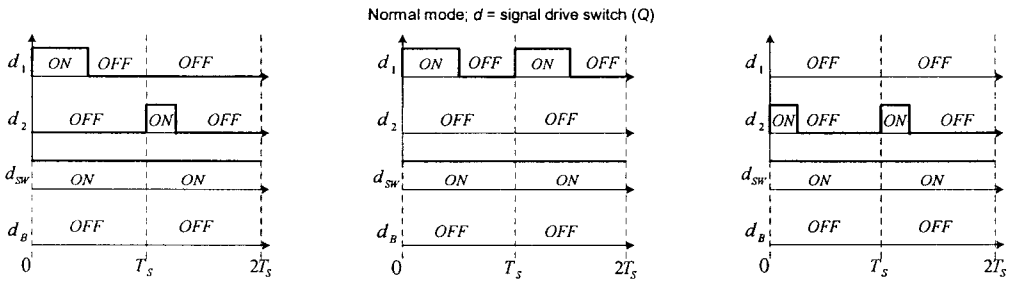 Normal mode; d = signal drive switch (Q)
d1 ON OFF OFF
d2 OFF ON OFF
dSW ON ON
dB OFF OFF
0 TS 2TS
d1 ON OFF ON OFF
d2 OFF OFF
dSW ON ON
dB OFF OFF
0 TS 2TS
d1 OFF OFF
d2 ON OFF ON OFF
dSW ON ON
dB OFF OFF
0 TS 2TS